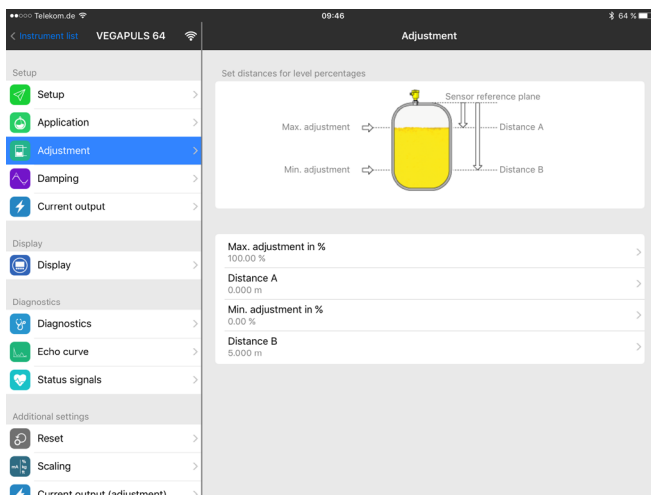 ●●○○○ Telekom.de
09:46
64 %
< Instrument list
VEGAPULS 64
Adjustment
Setup
Setup
Application
Adjustment
Damping
Current output
Display
Display
Diagnostics
Diagnostics
Echo curve
Status signals
Additional settings
Reset
Scaling
Current output (adjustment)
Set distances for level percentages
Sensor reference plane
Max. adjustment
Distance A
Min. adjustment
Distance B
Max. adjustment in %
100.00 %
Distance A
0.000 m
Min. adjustment in %
0.00 %
Distance B
5.000 m